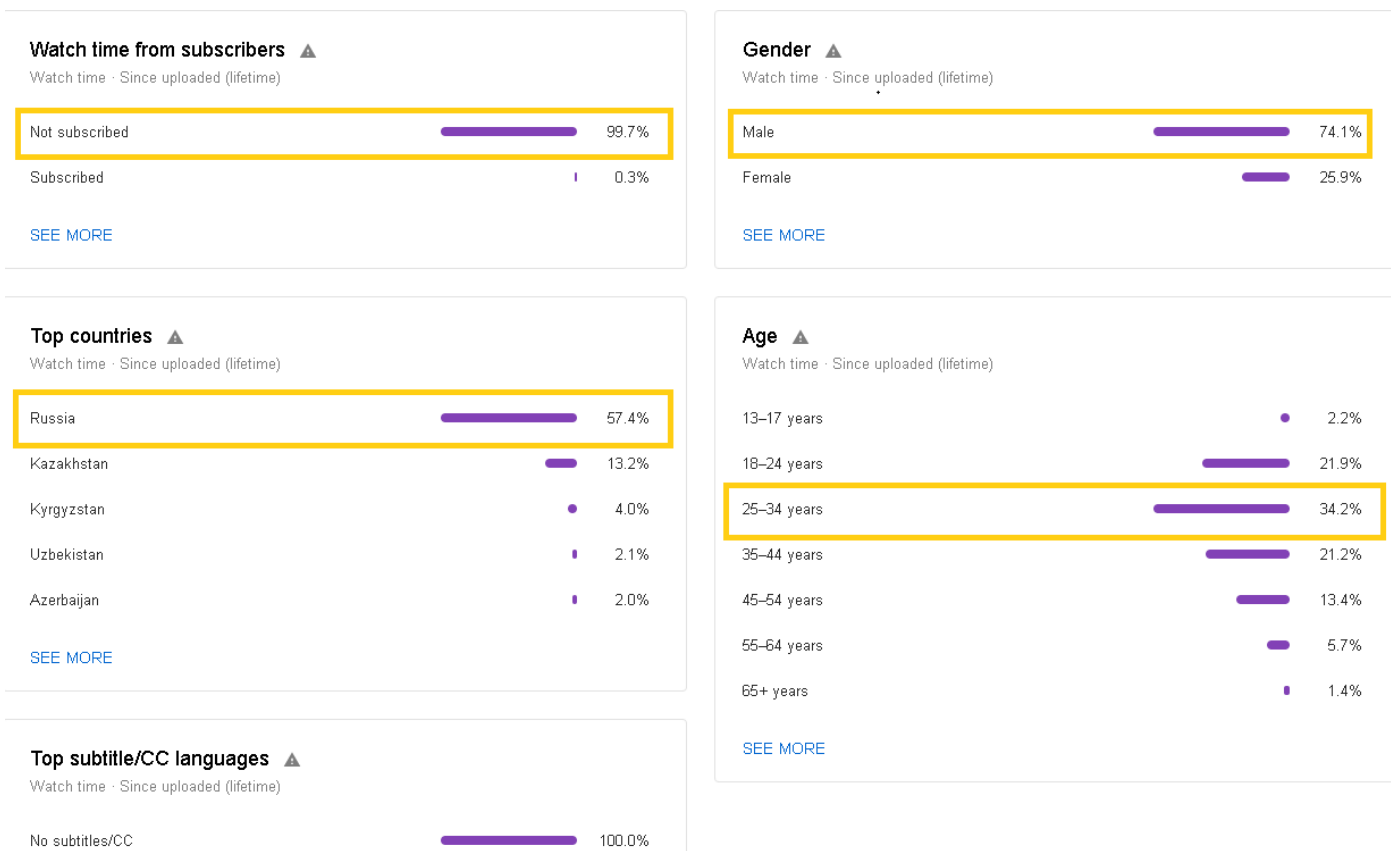 Watch time from subscribers
Watch time · Since uploaded (lifetime)
Not subscribed 99.7%
Subscribed 0.3%
SEE MORE
Gender
Watch time · Since uploaded (lifetime)
Male 74.1%
Female 25.9%
SEE MORE
Top countries
Watch time · Since uploaded (lifetime)
Russia 57.4%
Kazakhstan 13.2%
Kyrgyzstan 4.0%
Uzbekistan 2.1%
Azerbaijan 2.0%
SEE MORE
Age
Watch time · Since uploaded (lifetime)
13–17 years 2.2%
18–24 years 21.9%
25–34 years 34.2%
35–44 years 21.2%
45–54 years 13.4%
55–64 years 5.7%
65+ years 1.4%
SEE MORE
Top subtitle/CC languages
Watch time · Since uploaded (lifetime)
No subtitles/CC 100.0%